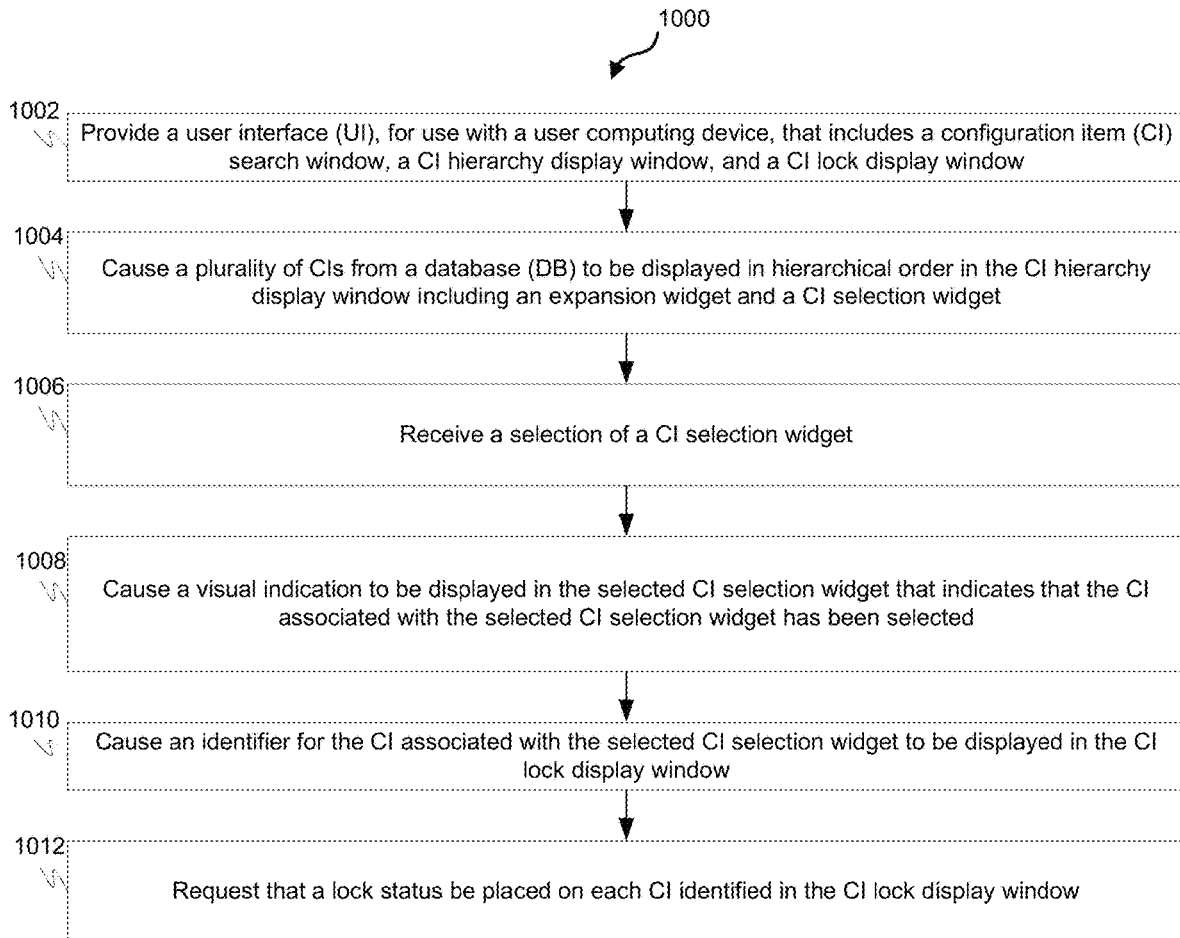 1000
1002
Provide a user interface (UI), for use with a user computing device, that includes a configuration item (CI)
search window, a CI hierarchy display window, and a CI lock display window
1004
Cause a plurality of CIs from a database (DB) to be displayed in hierarchical order in the CI hierarchy
display window including an expansion widget and a CI selection widget
1006
Receive a selection of a CI selection widget
1008
Cause a visual indication to be displayed in the selected CI selection widget that indicates that the CI
associated with the selected CI selection widget has been selected
1010
Cause an identifier for the CI associated with the selected CI selection widget to be displayed in the CI
lock display window
1012
Request that a lock status be placed on each CI identified in the CI lock display window